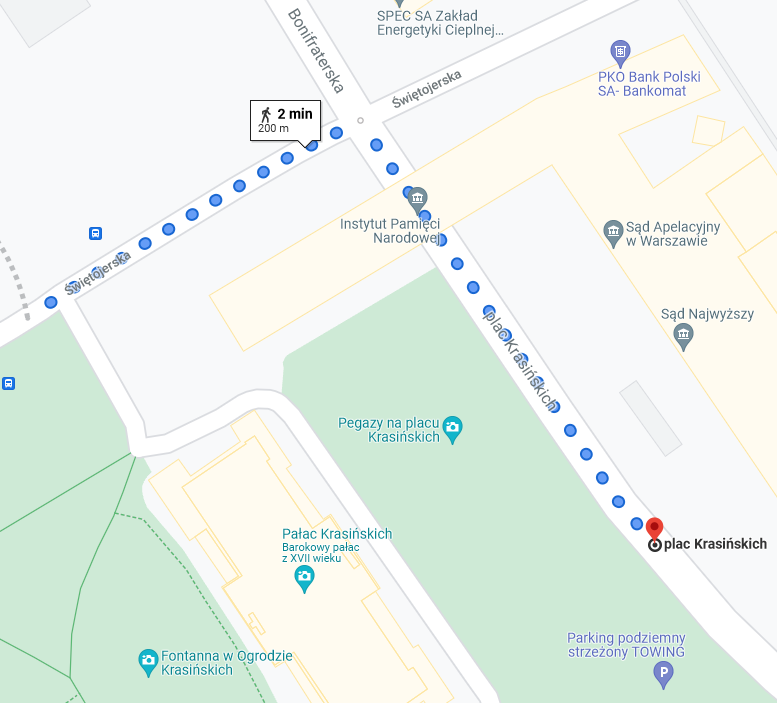 SPEC SA Zakład
Energetyki Cieplnej...
Bonifraterska
Świętojerska
PKO Bank Polski
SA- Bankomat
2 min
200 m
Instytut Pamięci
Narodowej
Sąd Apelacyjny
w Warszawie
Świętojerska
Sąd Najwyższy
plac Krasińskich
Pegazy na placu
Krasińskich
Pałac Krasińskich
Barokowy pałac
z XVII wieku
plac Krasińskich
Parking podziemny
strzeżony TOWING
P
Fontanna w Ogrodzie
Krasińskich